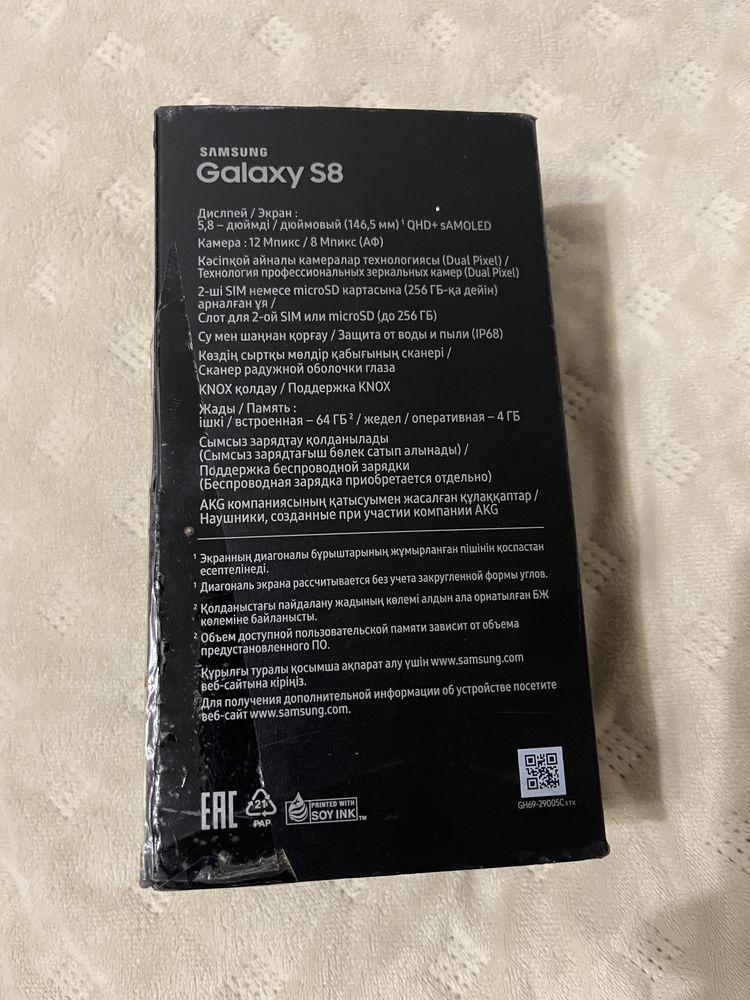 SAMSUNG
Galaxy S8
Дислпей / Экран :
5,8 – дюймді / дюймовый (146,5 мм) ¹ QHD+ sAMOLED
Камера : 12 Мпикс / 8 Мпикс (АФ)
Кәсіпқой айналы камералар технологиясы (Dual Pixel) /
Технология профессиональных зеркальных камер (Dual Pixel)
2-ші SIM немесе microSD картасына (256 ГБ-қа дейін)
арналған ұя /
Слот для 2-ой SIM или microSD (до 256 ГБ)
Су мен шаңнан қорғау / Защита от воды и пыли (IP68)
Көздің сыртқы мөлдір қабығының сканері /
Сканер радужной оболочки глаза
KNOX қолдау / Поддержка KNOX
Жады / Память :
ішкі / встроенная – 64 ГБ ² / жедел / оперативная – 4 ГБ
Сымсыз зарядтау қолданылады
(Сымсыз зарядтағыш бөлек сатып алынады) /
Поддержка беспроводной зарядки
(Беспроводная зарядка приобретается отдельно)
AKG компаниясының қатысуымен жасалған құлаққаптар /
Наушники, созданные при участии компании AKG
¹ Экранның диагоналы бұрыштарының жұмырланған пішінін қоспастан
есептелінеді.
¹ Диагональ экрана рассчитывается без учета закругленной формы углов.
² Қолданыстағы пайдалану жадының көлемі алдын ала орнатылған БЖ
көлеміне байланысты.
² Объем доступной пользовательской памяти зависит от объема
предустановленного ПО.
Құрылғы туралы қосымша ақпарат алу үшін www.samsung.com
веб-сайтына кіріңіз.
Для получения дополнительной информации об устройстве посетите
веб-сайт www.samsung.com.
EAC
21
PAP
PRINTED WITH
SOY INK™
GH69-29005C STX